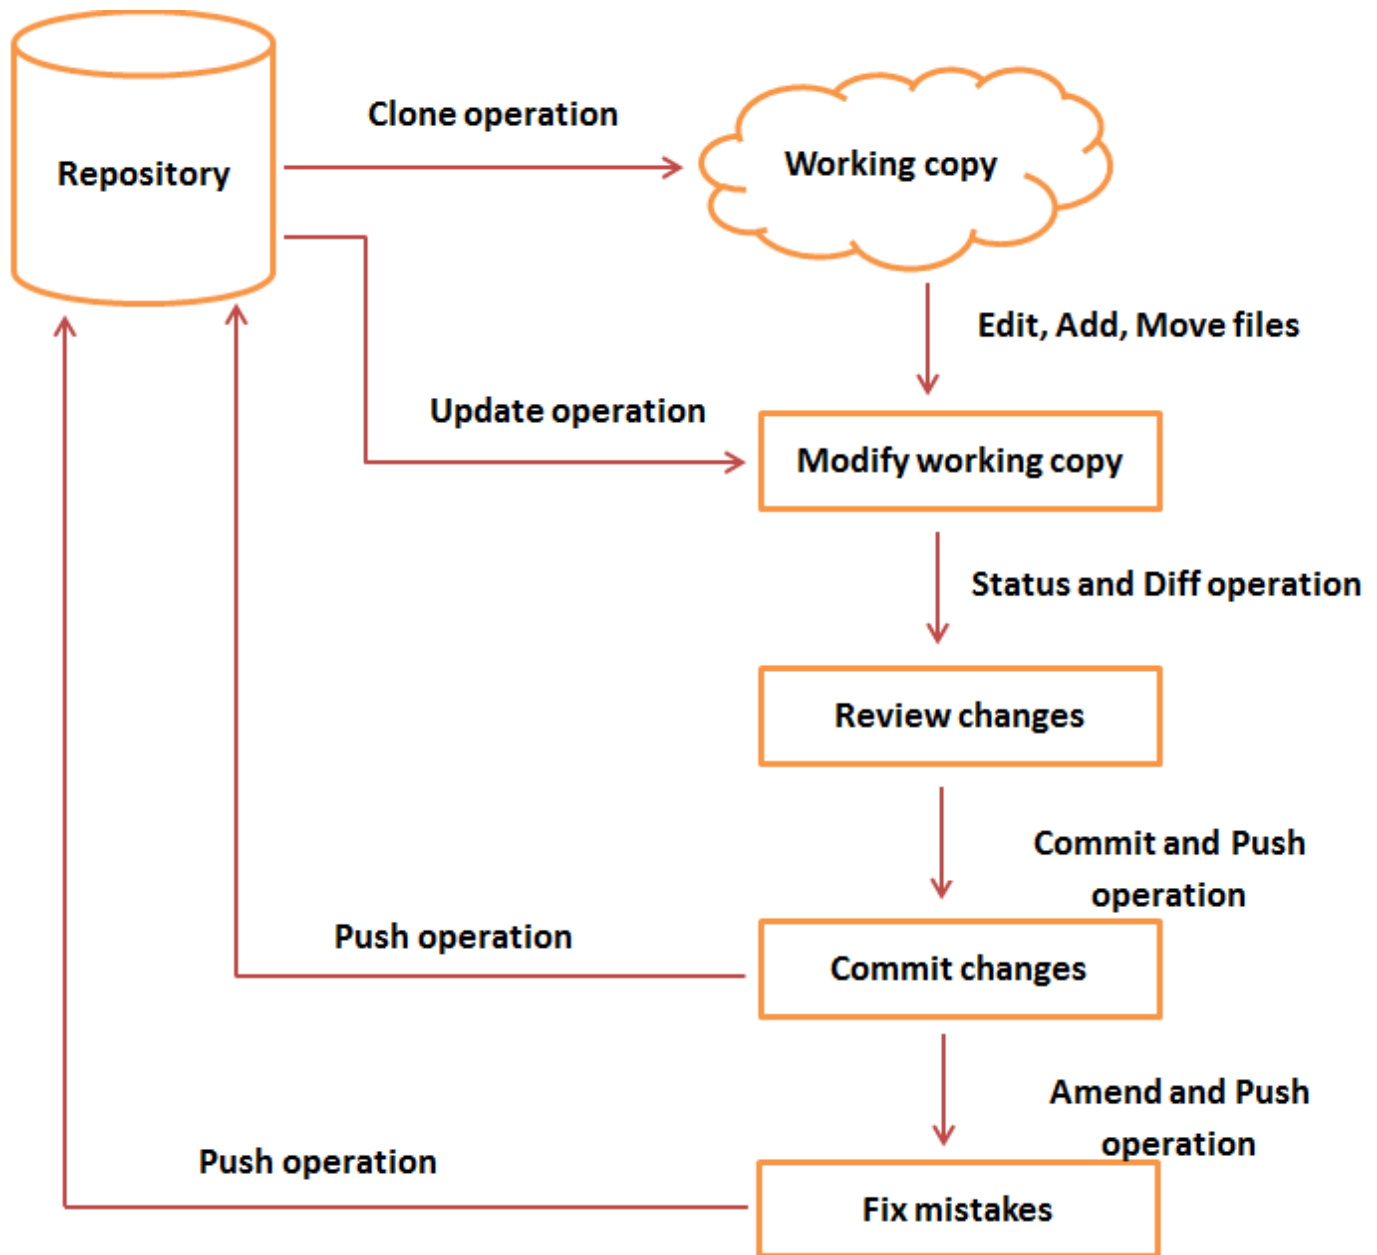 Clone operation
Repository
Working copy
Edit, Add, Move files
Update operation
Modify working copy
Status and Diff operation
Review changes
Commit and Push
operation
Push operation
Commit changes
Amend and Push
operation
Push operation
Fix mistakes